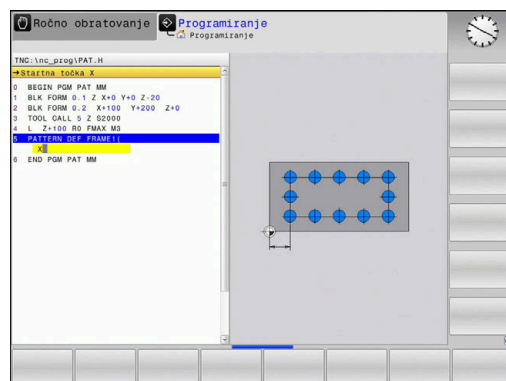 Ročno obratovanje
Programiranje
Programiranje
TNC:\nc_prog\PAT.H
→Startna točka X
0 BEGIN PGM PAT MM
1 BLK FORM 0.1 Z X+0 Y+0 Z-20
2 BLK FORM 0.2 X+100 Y+200 Z+0
3 TOOL CALL 5 Z S2000
4 L Z+100 R0 FMAX M3
5 PATTERN DEF FRAME1(
X
6 END PGM PAT MM